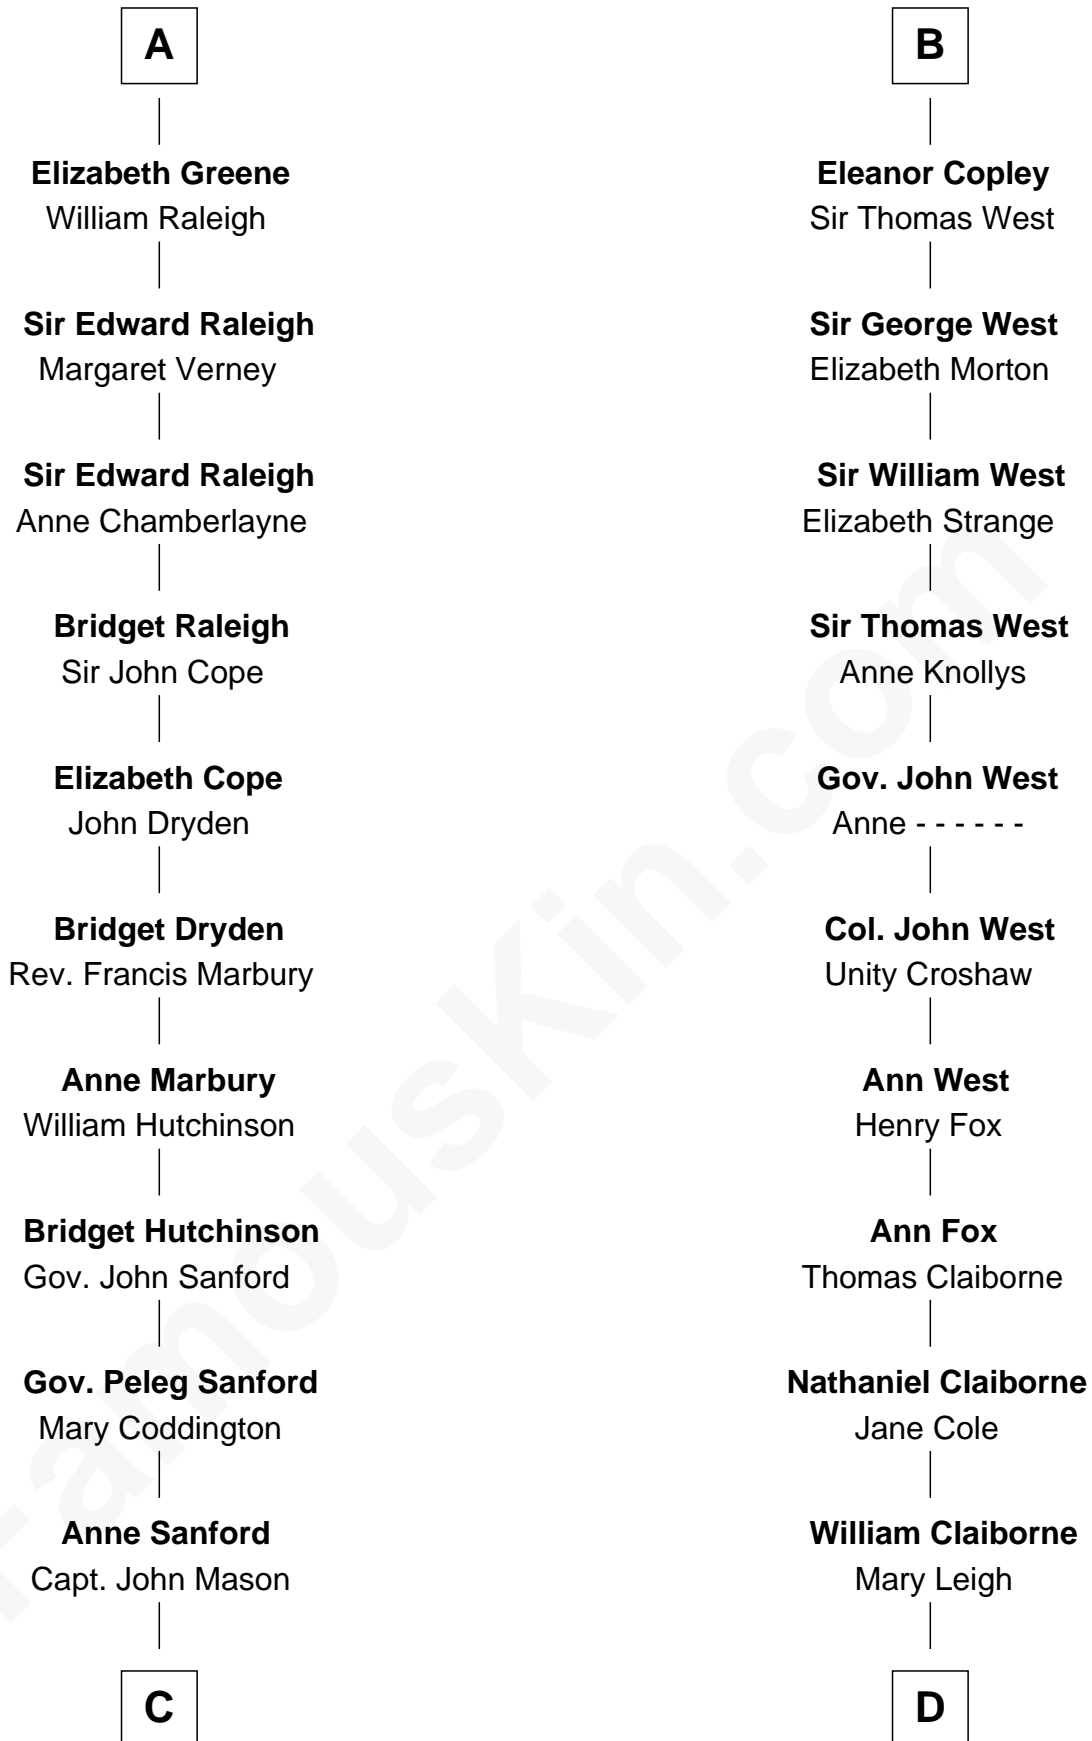 A
Elizabeth Greene
William Raleigh
Sir Edward Raleigh
Margaret Verney
Sir Edward Raleigh
Anne Chamberlayne
Bridget Raleigh
Sir John Cope
Elizabeth Cope
John Dryden
Bridget Dryden
Rev. Francis Marbury
Anne Marbury
William Hutchinson
Bridget Hutchinson
Gov. John Sanford
Gov. Peleg Sanford
Mary Coddington
Anne Sanford
Capt. John Mason
C
B
Eleanor Copley
Sir Thomas West
Sir George West
Elizabeth Morton
Sir William West
Elizabeth Strange
Sir Thomas West
Anne Knollys
Gov. John West
Anne - - - - - -
Col. John West
Unity Croshaw
Ann West
Henry Fox
Ann Fox
Thomas Claiborne
Nathaniel Claiborne
Jane Cole
William Claiborne
Mary Leigh
D
FamousKin.com